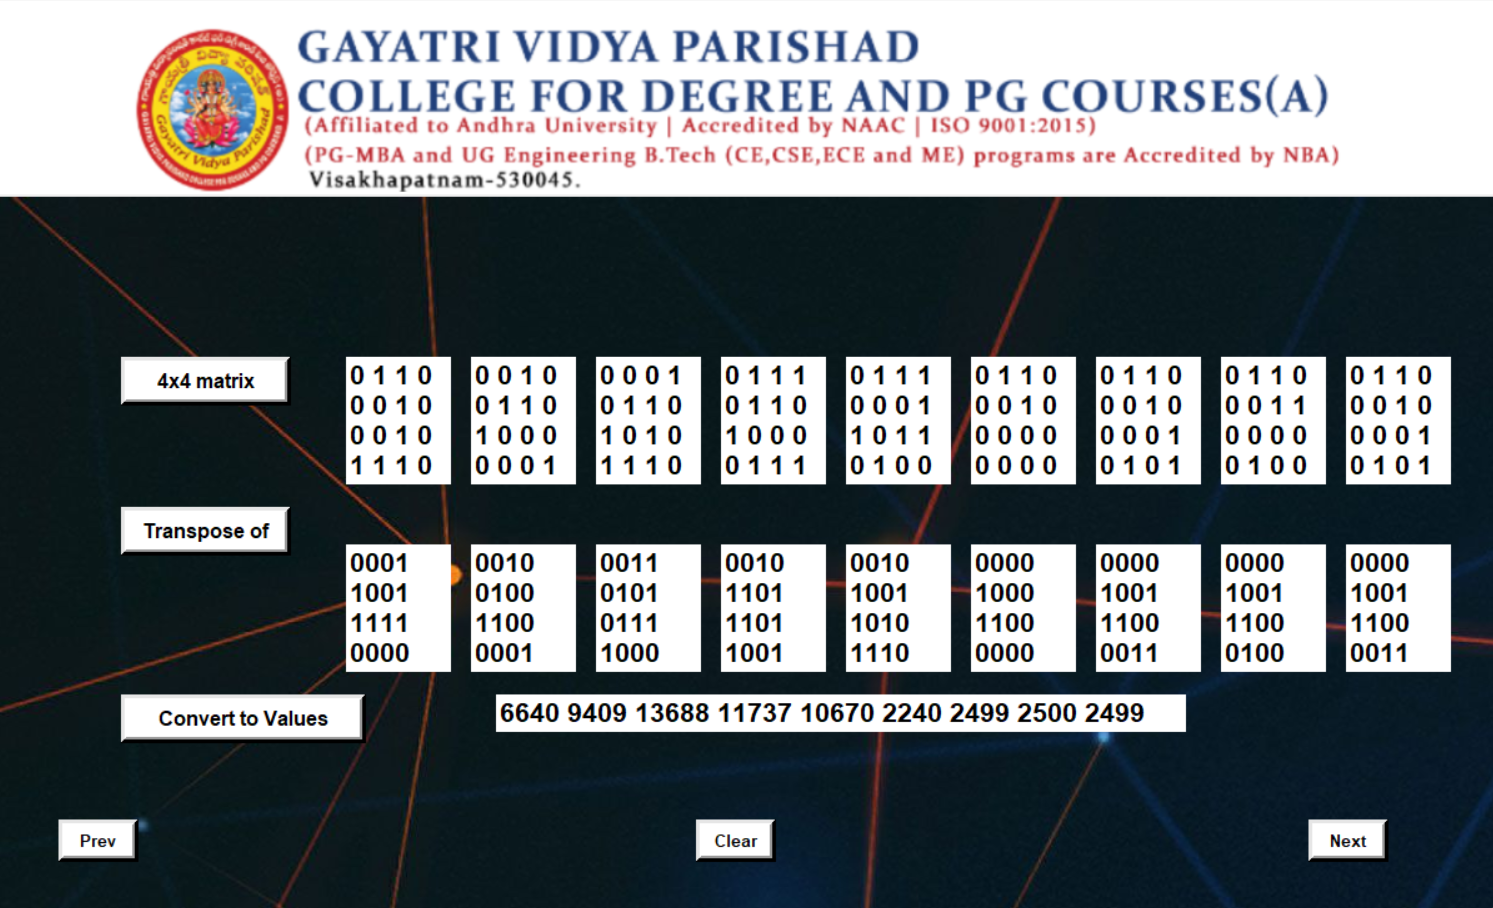 GAYATRI VIDYA PARISHAD
COLLEGE FOR DEGREE AND PG COURSES(A)
(Affiliated to Andhra University | Accredited by NAAC | ISO 9001:2015)
(PG-MBA and UG Engineering B.Tech (CE,CSE,ECE and ME) programs are Accredited by NBA)
Visakhapatnam-530045.
Gayatri Vidya Parishad
4x4 matrix
0 1 1 0 0 0 1 0 0 0 0 1 0 1 1 1 0 1 1 1 0 1 1 0 0 1 1 0 0 1 1 0 0 1 1 0
0 0 1 0 0 1 1 0 0 1 1 0 0 1 1 0 0 0 0 1 0 0 1 0 0 0 1 0 0 0 1 1 0 0 1 0
0 0 1 0 1 0 0 0 1 0 1 0 1 0 0 0 1 0 1 1 0 0 0 0 0 0 0 1 0 0 0 0 0 0 0 1
1 1 1 0 0 0 0 1 1 1 1 0 0 1 1 1 0 1 0 0 0 0 0 0 0 1 0 1 0 1 0 0 0 1 0 1
Transpose of
0001 0010 0011 0010 0010 0000 0000 0000 0000
1001 0100 0101 1101 1001 1000 1001 1001 1001
1111 1100 0111 1101 1010 1100 1100 1100 1100
0000 0001 1000 1001 1110 0000 0011 0100 0011
Convert to Values
6640 9409 13688 11737 10670 2240 2499 2500 2499
Prev
Clear
Next